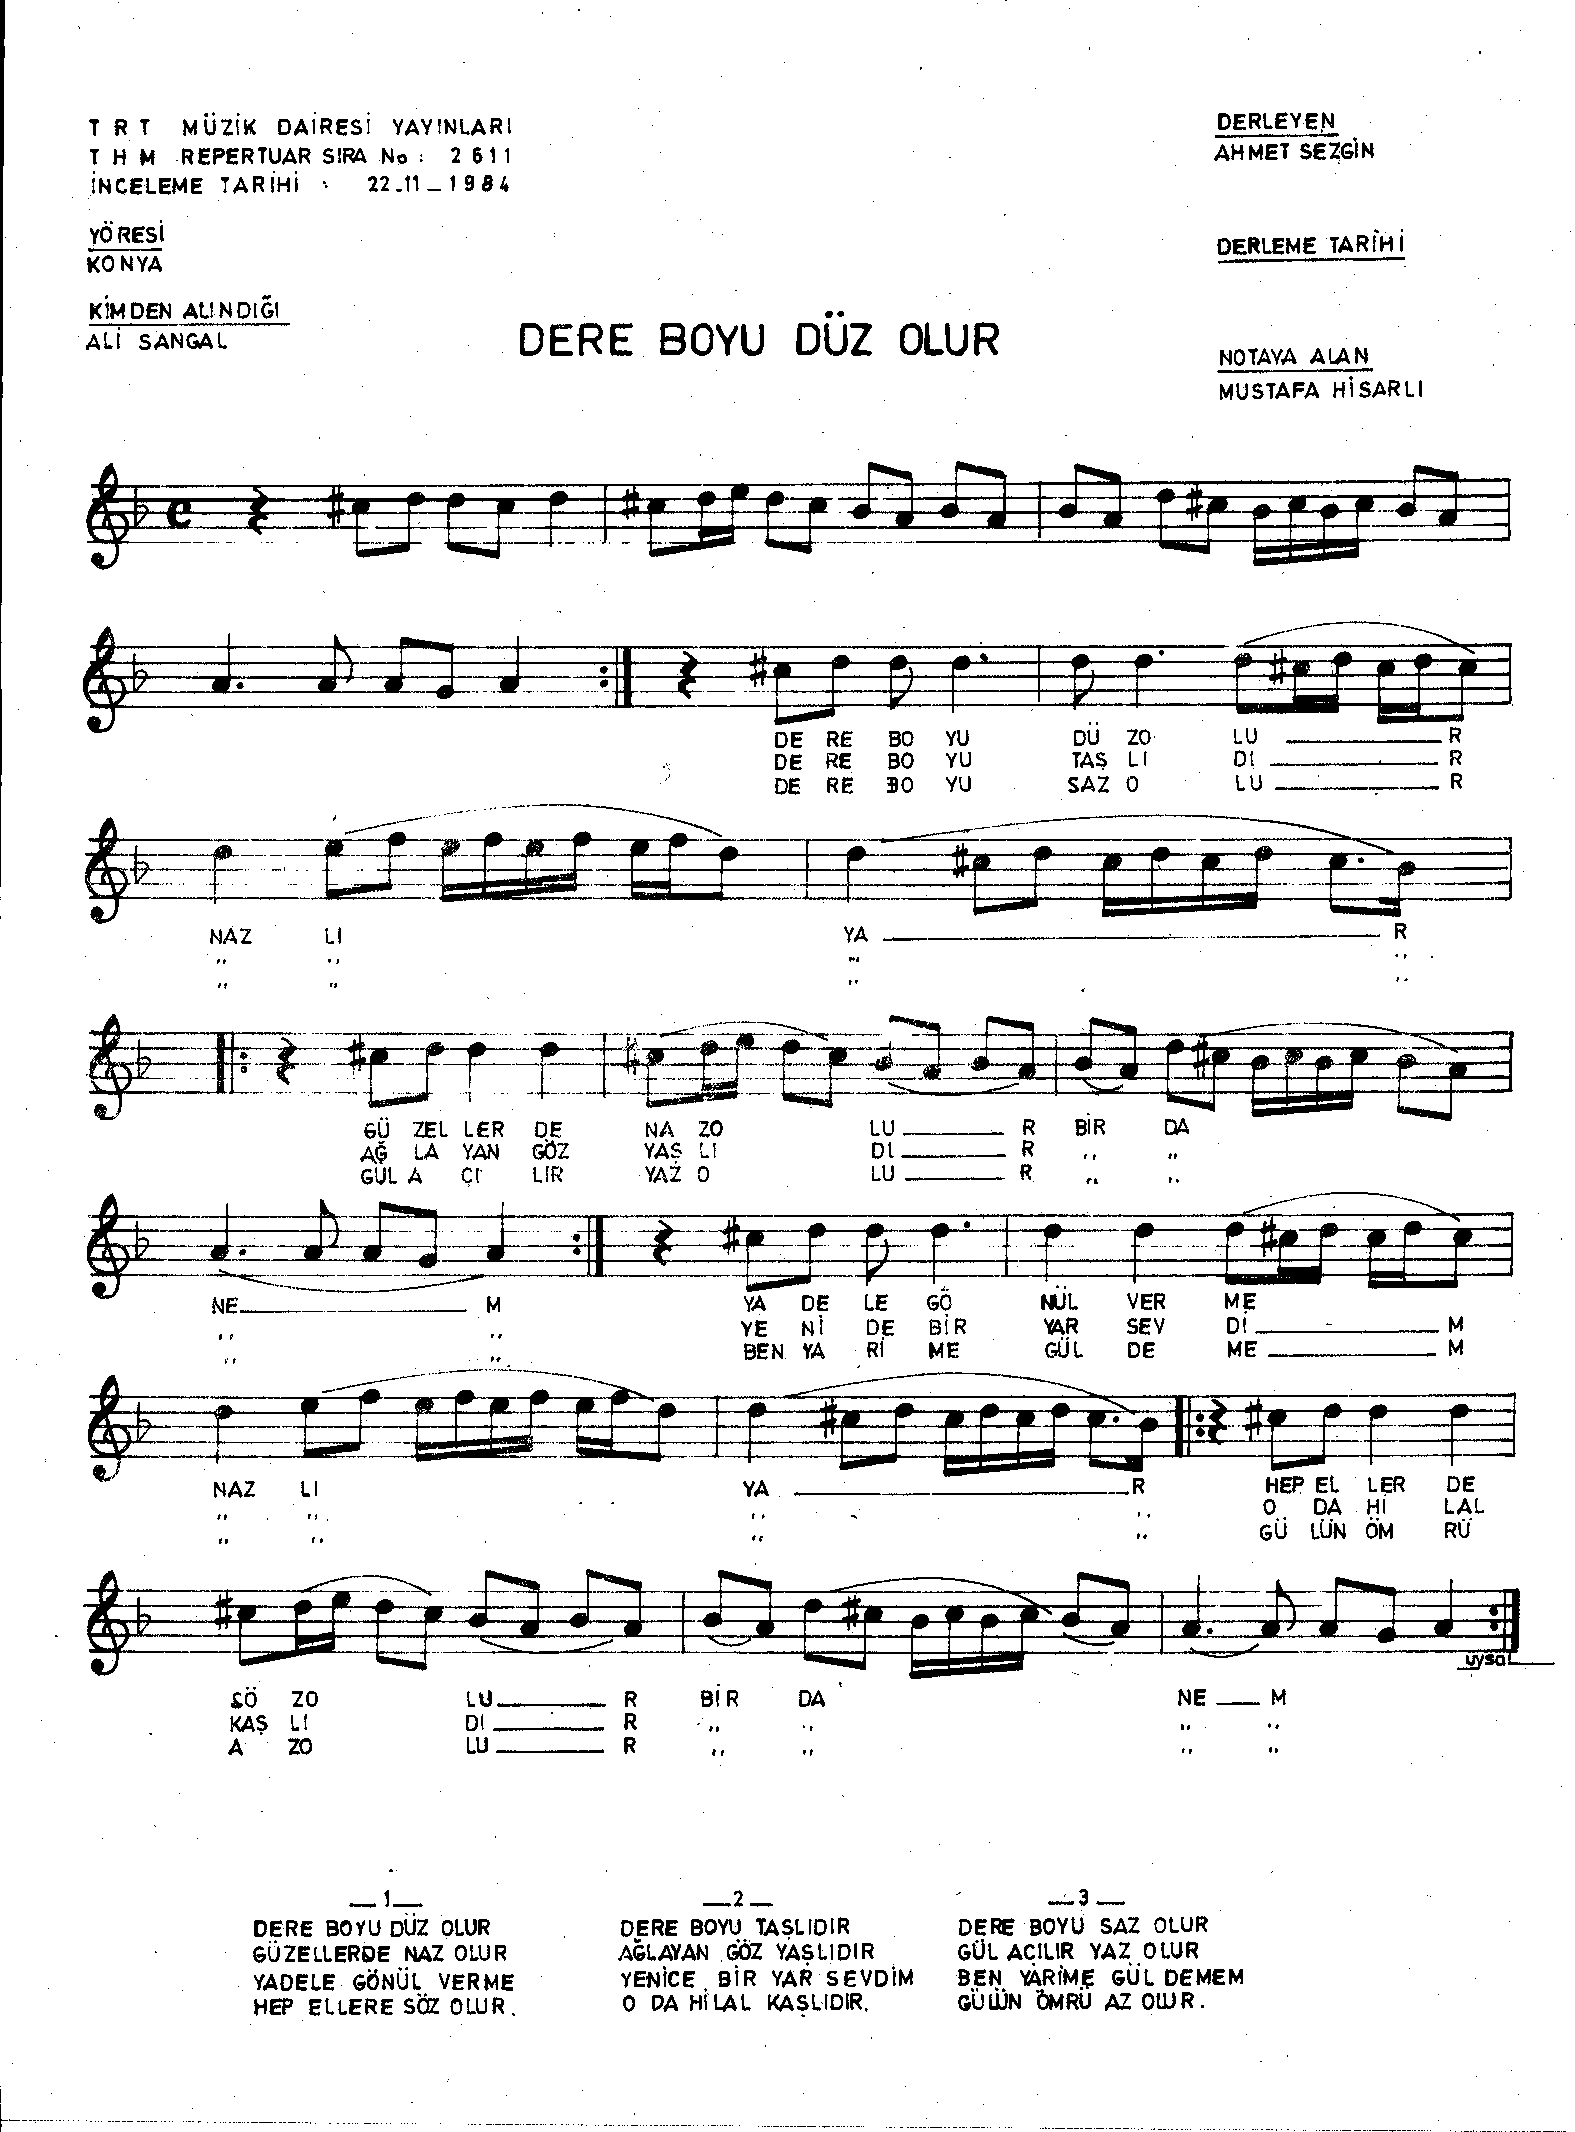 T R T MÜZİK DAİRESİ YAYINLARI
T H M REPERTUAR SIRA No : 2611
İNCELEME TARİHİ : 22_11_1984
YÖRESİ
KONYA
KİMDEN ALINDIĞI
ALİ SANGAL
DERLEYEN
AHMET SEZGİN
DERLEME TARİHİ
NOTAYA ALAN
MUSTAFA HİSARLI
DERE BOYU DÜZ OLUR
DE RE BO YU DÜ ZO LU R
DE RE BO YU TAŞ LI DI R
DE RE BO YU SAZ O LU R
NAZ LI YA R
" " " "
" " " "
GÜ ZEL LER DE NA ZO LU R BİR DA
AĞ LA YAN GÖZ YAŞ LI DI R " "
GÜL A ÇI LIR YAZ O LU R " "
NE M YA DE LE GÖ NÜL VER ME
" " YE Nİ DE BİR YAR SEV Dİ M
" " BEN YA Rİ ME GÜL DE ME M
NAZ LI YA R HEP EL LER DE
" " " " O DA Hİ LAL
" " " " GÜ LÜN ÖM RÜ
SÖ ZO LU R BİR DA NE M
KAŞ LI DI R " " " "
A ZO LU R " " " "
uysal
_1_
DERE BOYU DÜZ OLUR
GÜZELLERDE NAZ OLUR
YADELE GÖNÜL VERME
HEP ELLERE SÖZ OLUR.
_2_
DERE BOYU TAŞLIDIR
AĞLAYAN GÖZ YAŞLIDIR
YENİCE BİR YAR SEVDİM
O DA HİLAL KAŞLIDIR.
_3_
DERE BOYU SAZ OLUR
GÜL AÇILIR YAZ OLUR
BEN YARİME GÜL DEMEM
GÜLÜN ÖMRÜ AZ OLUR.